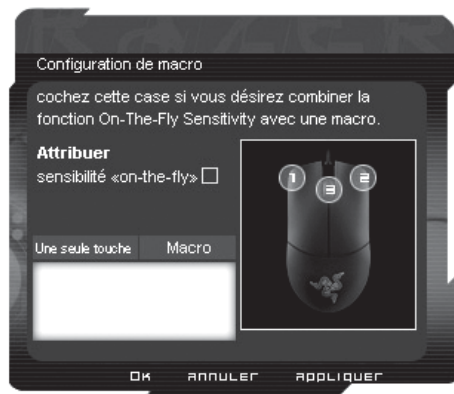 RAZER
Configuration de macro
cochez cette case si vous désirez combiner la
fonction On-The-Fly Sensitivity avec une macro.
Attribuer
sensibilité «on-the-fly»
1
3
2
Une seule touche
Macro
OK
annuler
appliquer